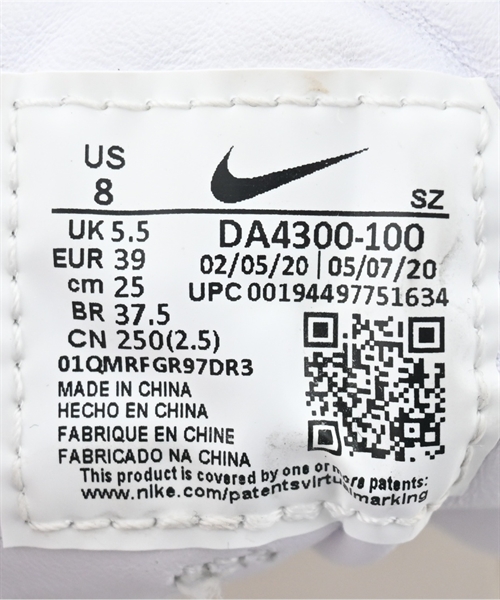 US
8
SZ
UK 5.5
EUR 39
cm 25
BR 37.5
CN 250(2.5)
DA4300-100
02/05/20 | 05/07/20
UPC 00194497751634
01QMRFGR97DR3
MADE IN CHINA
HECHO EN CHINA
FABRIQUE EN CHINE
FABRICADO NA CHINA
This product is covered by one or more patents:
www.nike.com/patentsvirtualmarking